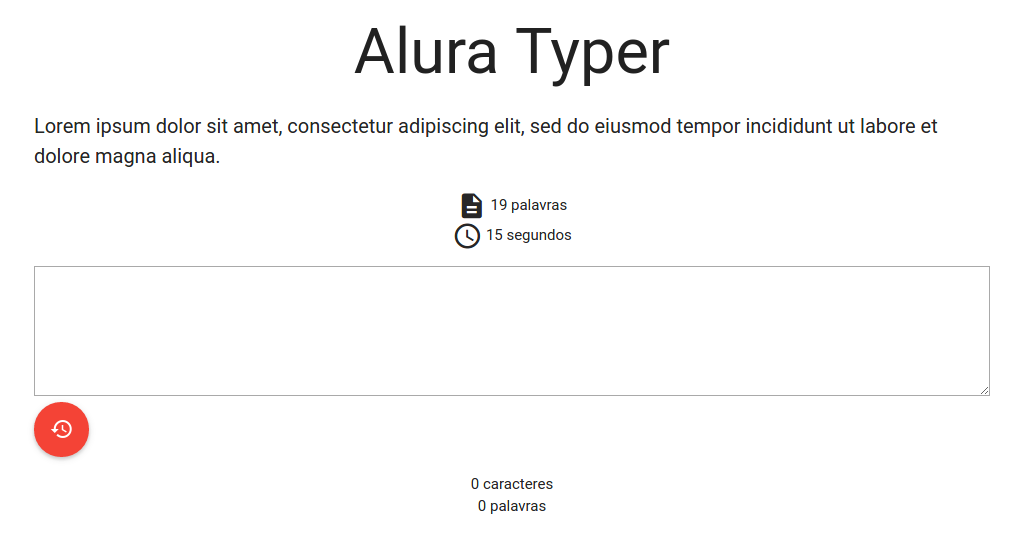 Alura Typer
Lorem ipsum dolor sit amet, consectetur adipiscing elit, sed do eiusmod tempor incididunt ut labore et
dolore magna aliqua.
19 palavras
15 segundos
0 caracteres
0 palavras